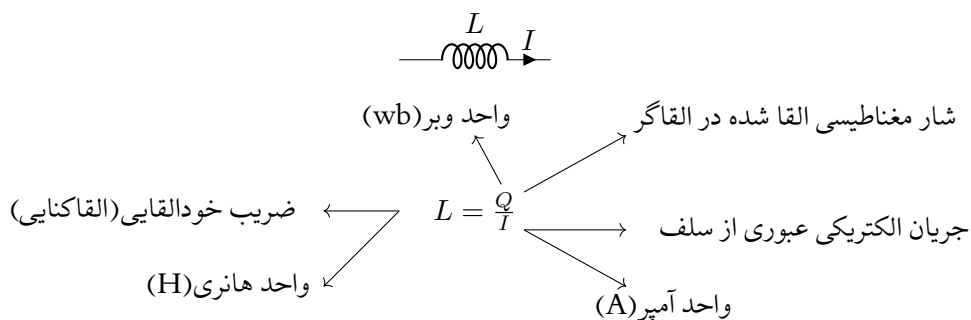 L
I
واحد وبر(wb)
شار مغناطیسی القا شده در القاگر
L = Q/I
ضریب خودالقایی(القاکنایی)
جریان الکتریکی عبوری از سلف
واحد هانری(H)
واحد آمپر(A)